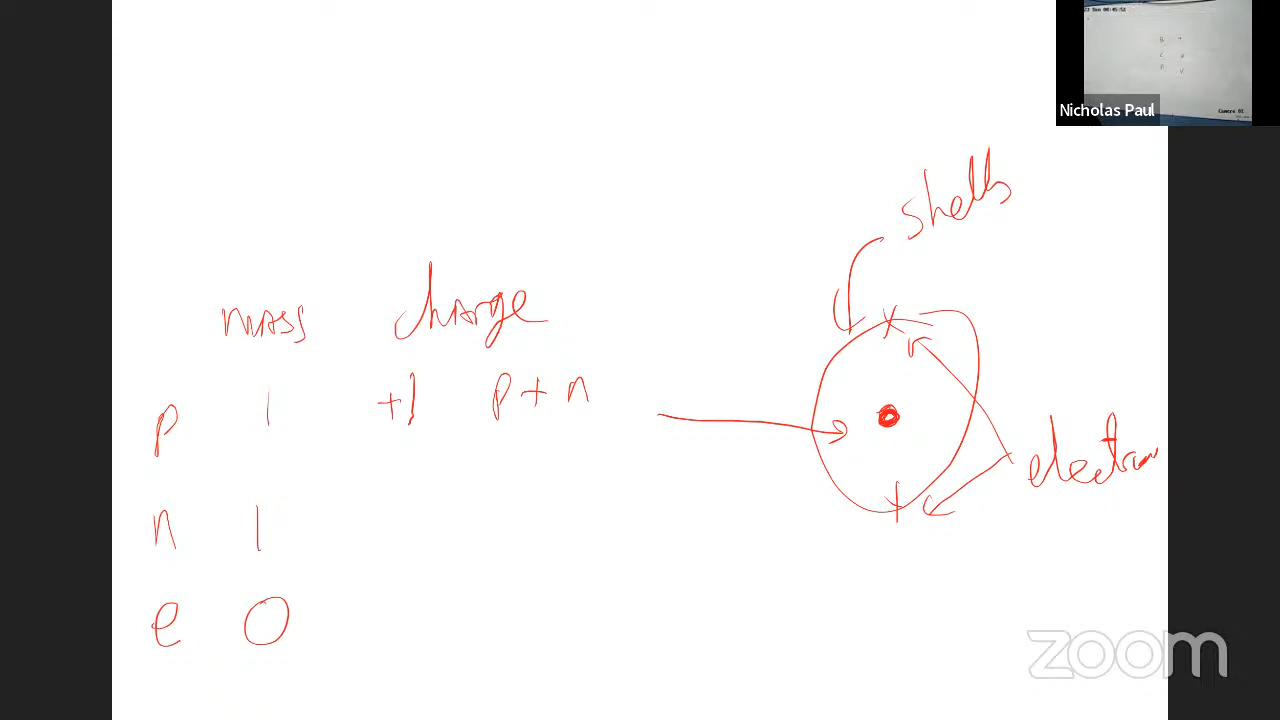 shells
mass charge
p 1 +1 p + n
electron
n 1
e 0
Nicholas Paul
zoom